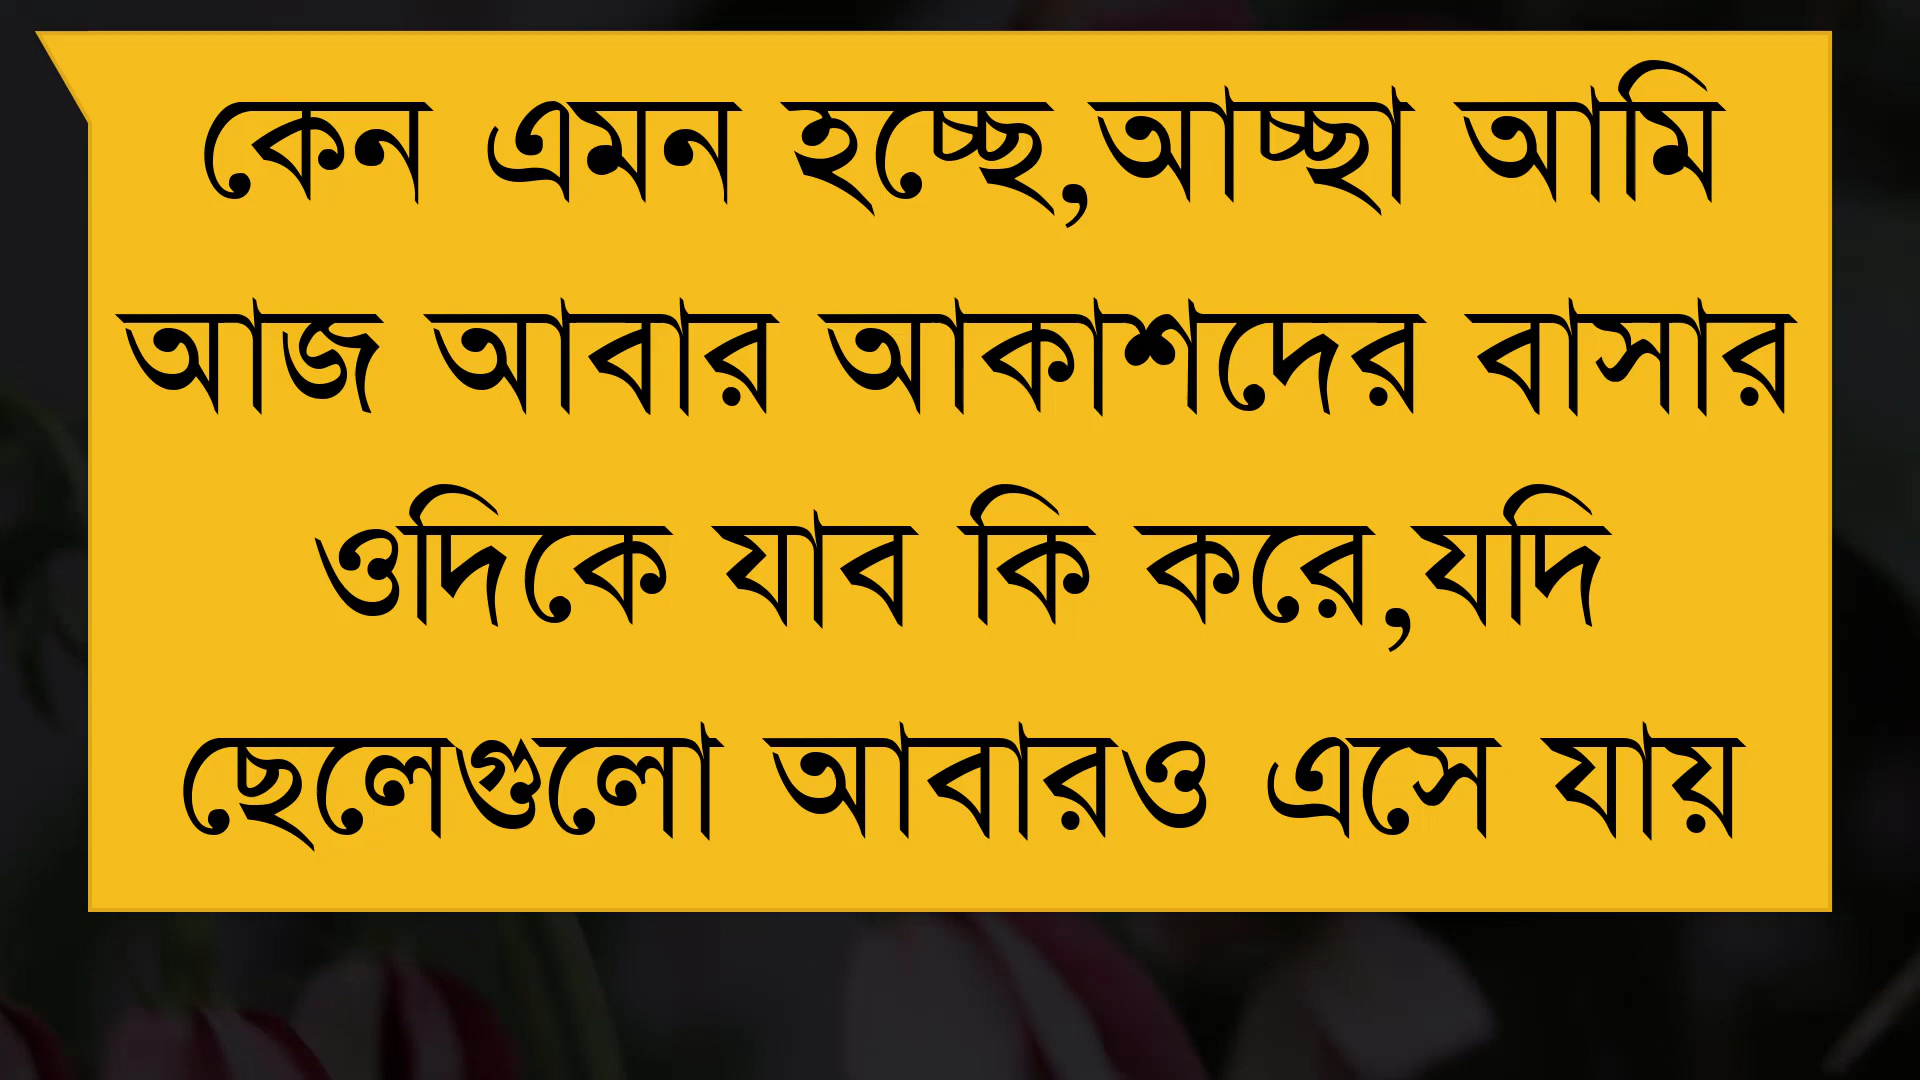 কেন এমন হচ্ছে,আচ্ছা আমি
আজ আবার আকাশদের বাসার
ওদিকে যাব কি করে,যদি
ছেলেগুলো আবারও এসে যায়